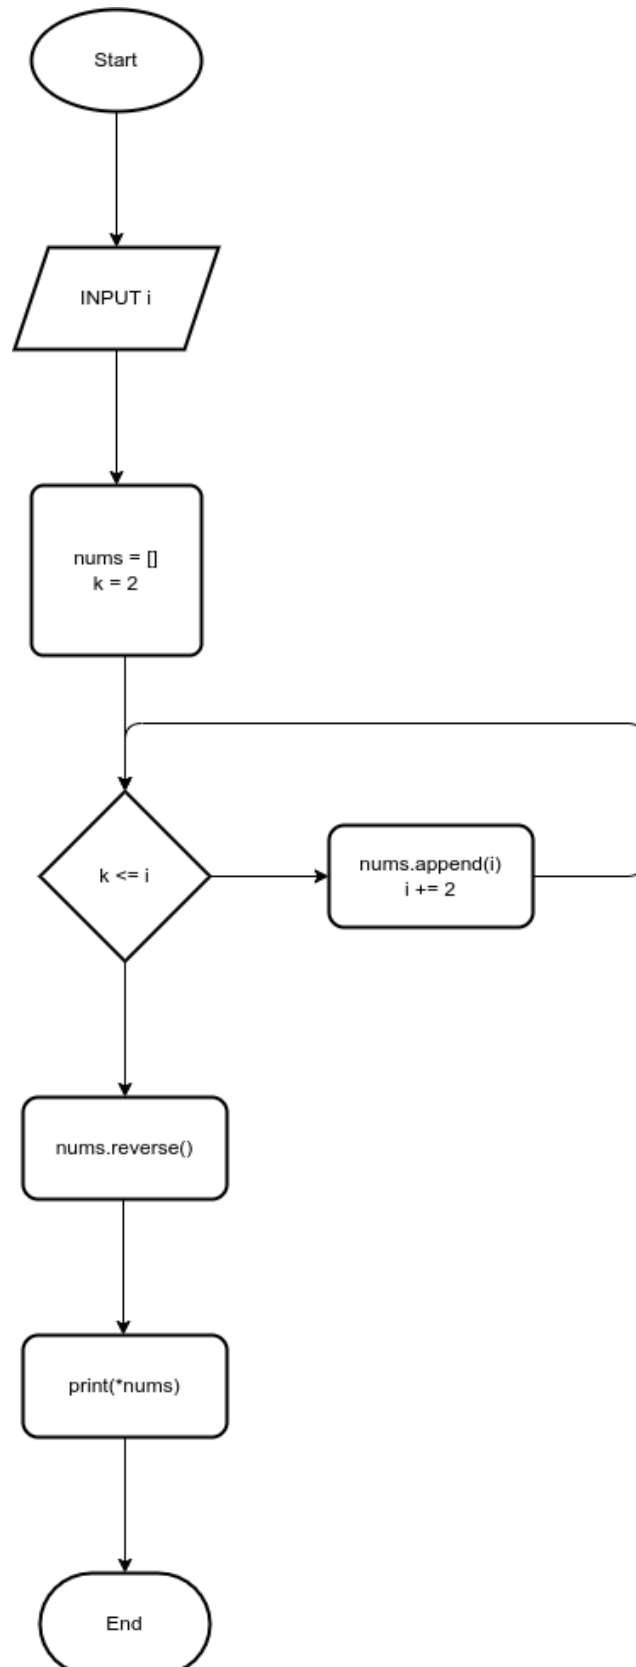 Start
INPUT i
nums = []
k = 2
k <= i
nums.append(i)
i += 2
nums.reverse()
print(*nums)
End